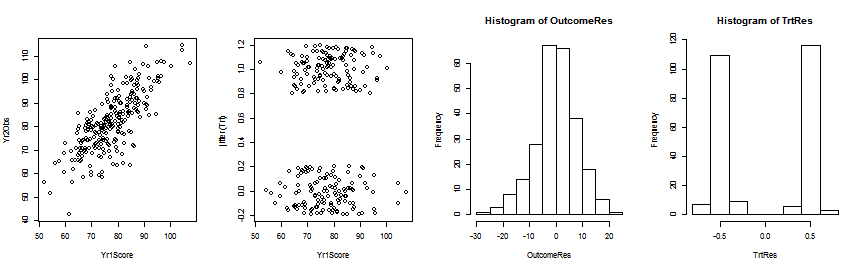 Yr2Obs
40 50 60 70 80 90 100 110
50 60 70 80 90 100
Yr1Score
jitter(Trt)
-0.2 0.0 0.2 0.4 0.6 0.8 1.0 1.2
50 60 70 80 90 100
Yr1Score
Histogram of OutcomeRes
Frequency
0 10 20 30 40 50 60
-30 -20 -10 0 10 20
OutcomeRes
Histogram of TrtRes
Frequency
0 20 40 60 80 100 120
-0.5 0.0 0.5
TrtRes